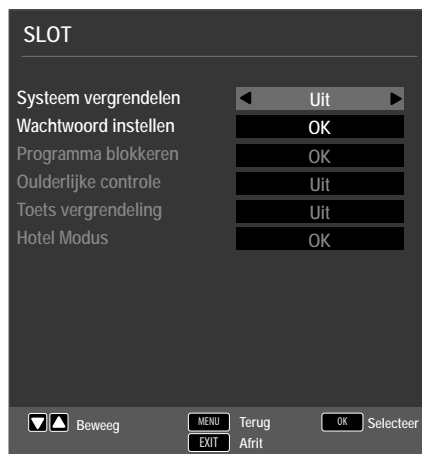 SLOT
Systeem vergrendelen Uit
Wachtwoord instellen OK
Programma blokkeren OK
Oulderlijke controle Uit
Toets vergrendeling Uit
Hotel Modus OK
Beweeg MENU Terug OK Selecteer
EXIT Afrit